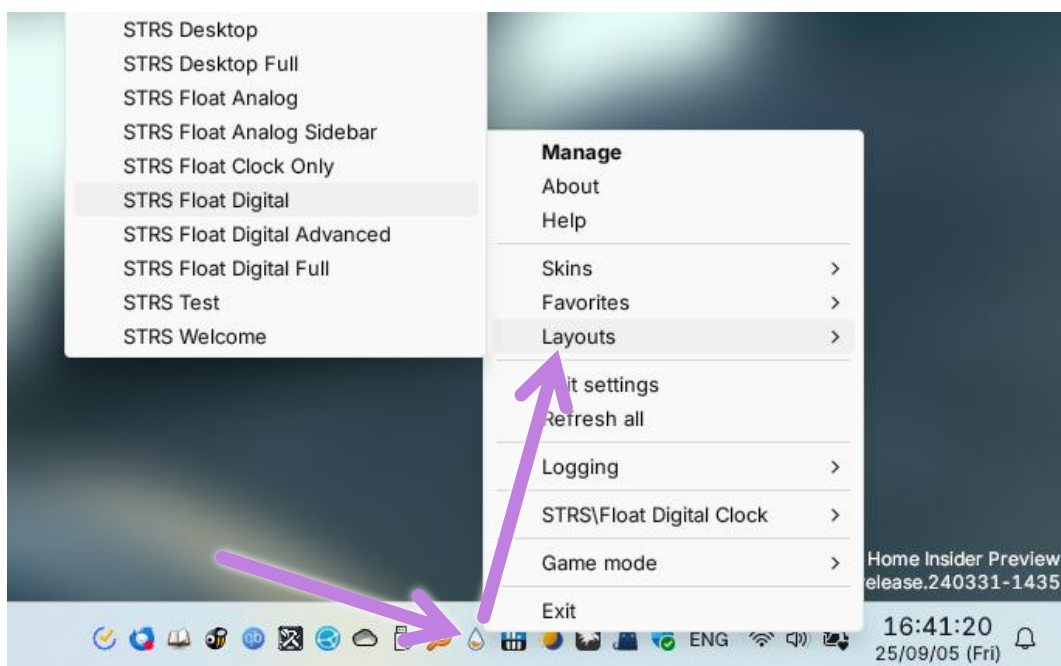 STRS Desktop
STRS Desktop Full
STRS Float Analog
STRS Float Analog Sidebar
STRS Float Clock Only
STRS Float Digital
STRS Float Digital Advanced
STRS Float Digital Full
STRS Test
STRS Welcome
Manage
About
Help
Skins
Favorites
Layouts
settings
Refresh all
Logging
STRS\Float Digital Clock
Game mode
Exit
Home Insider Preview
elease.240331-1435
qb
ENG
16:41:20
25/09/05 (Fri)